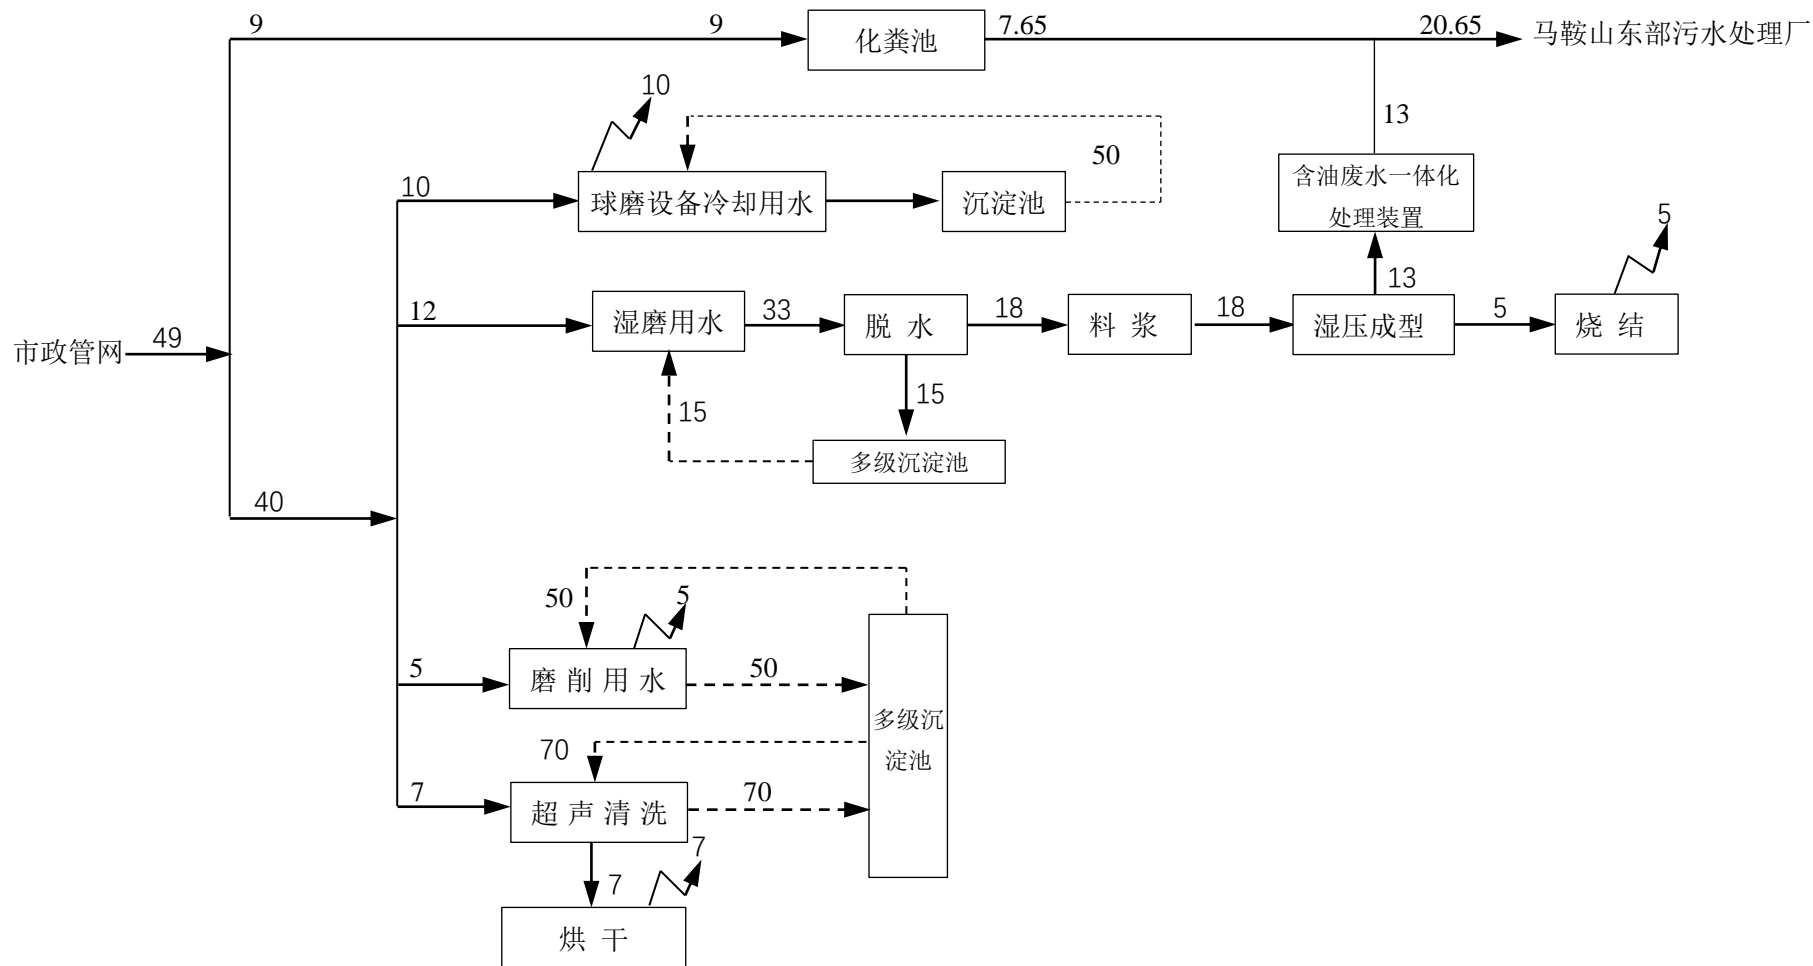 9
9
化粪池
7.65
20.65
马鞍山东部污水处理厂
10
13
50
含油废水一体化
处理装置
10
球磨设备冷却用水
沉淀池
5
13
12
湿磨用水
33
脱 水
18
料 浆
18
湿压成型
5
烧 结
市政管网
49
15
15
多级沉淀池
40
50
5
5
磨 削 用 水
50
多级沉
淀池
70
7
超 声 清 洗
70
7
7
烘 干